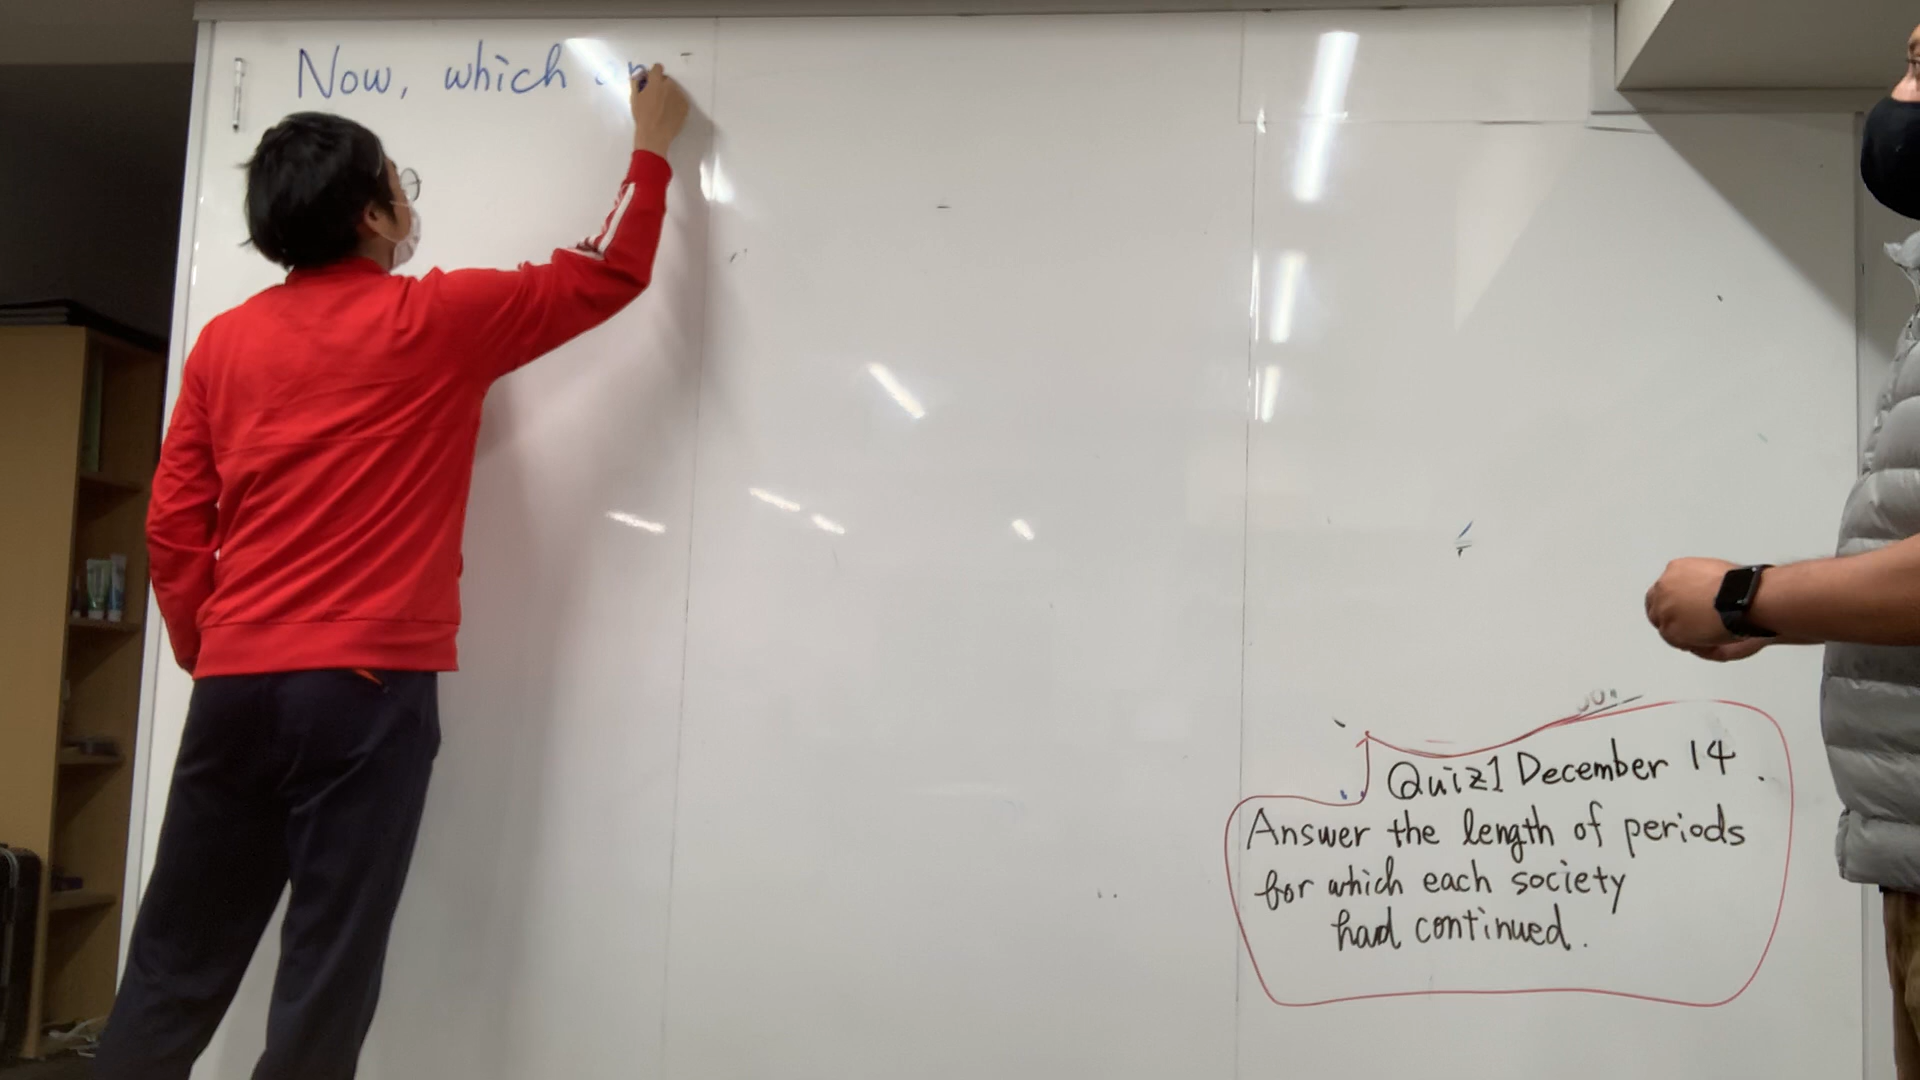 Now, which
Quiz1 December 14.
Answer the length of periods
for which each society
had continued.